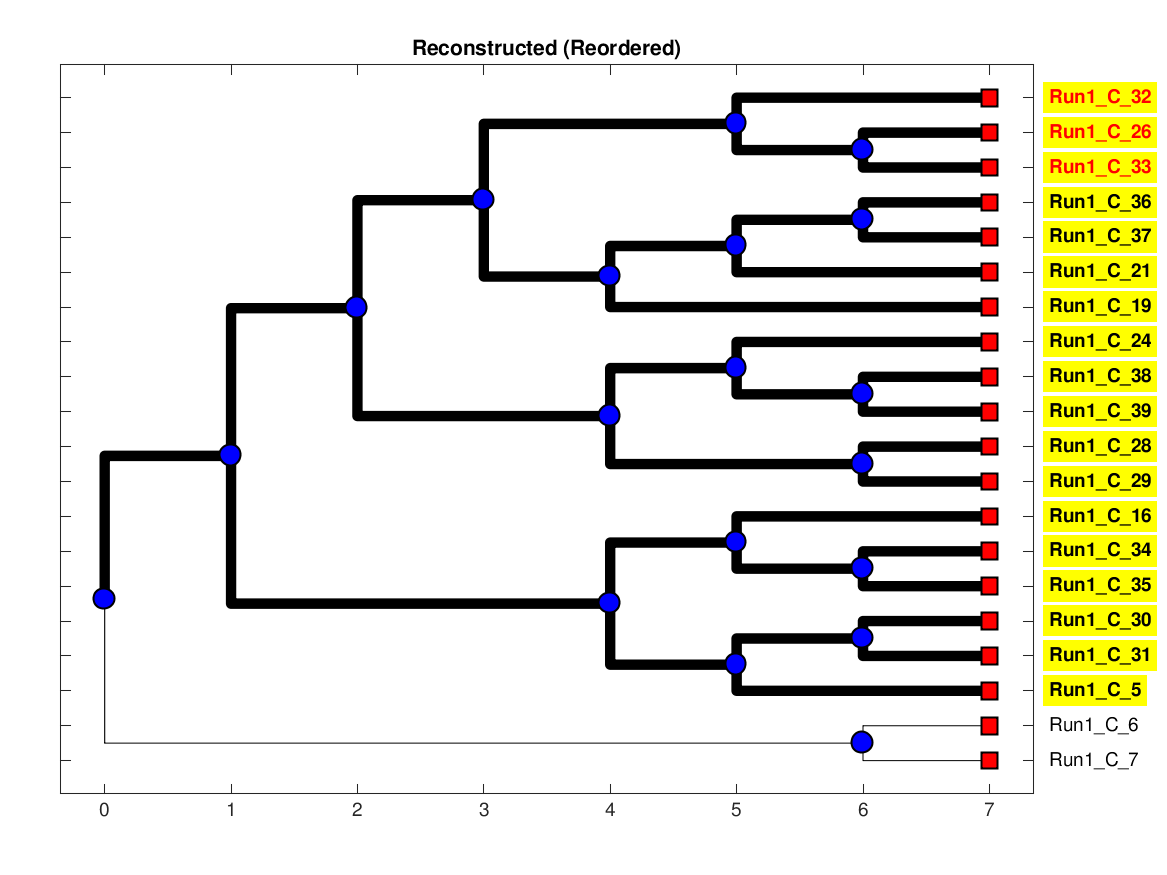 Reconstructed (Reordered)
Run1_C_32
Run1_C_26
Run1_C_33
Run1_C_36
Run1_C_37
Run1_C_21
Run1_C_19
Run1_C_24
Run1_C_38
Run1_C_39
Run1_C_28
Run1_C_29
Run1_C_16
Run1_C_34
Run1_C_35
Run1_C_30
Run1_C_31
Run1_C_5
Run1_C_6
Run1_C_7
0 1 2 3 4 5 6 7